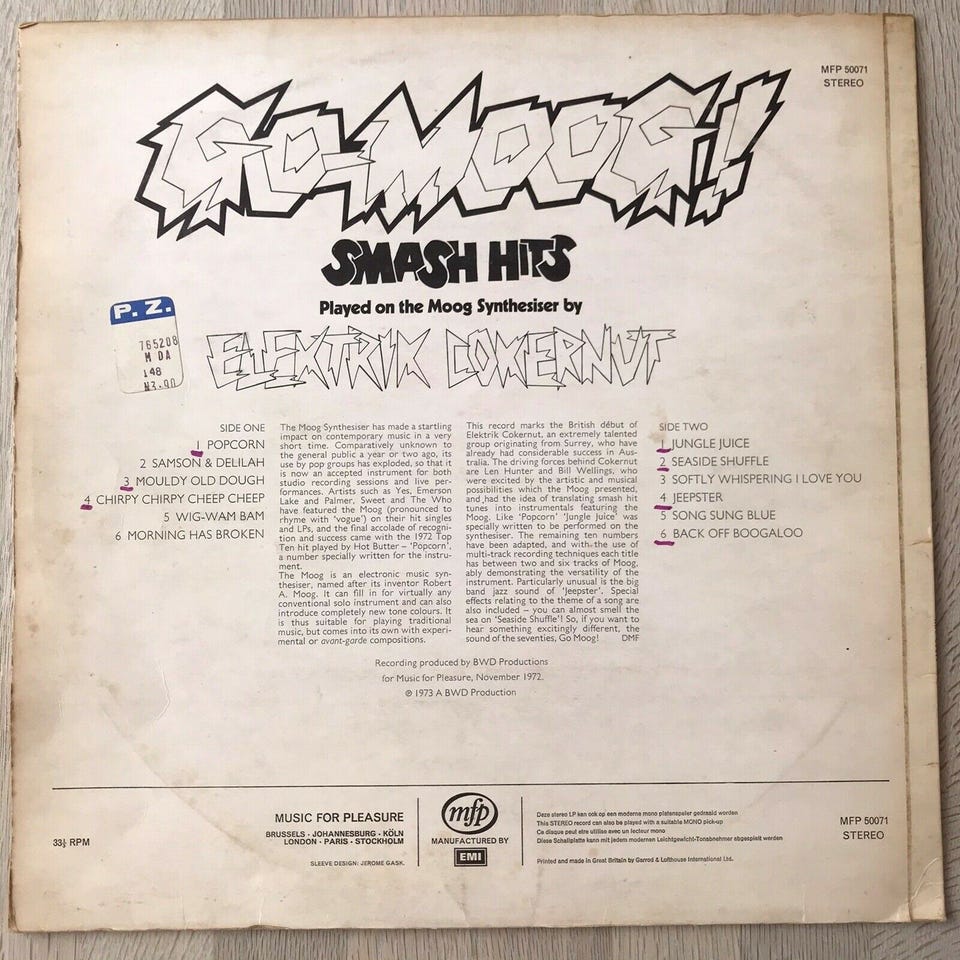 MFP 50071
STEREO
GO-MOOG!
SMASH HITS
Played on the Moog Synthesiser by
ELEKTRIK COKERNUT
P. Z.
765208
M DA
148
SIDE ONE
1 POPCORN
2 SAMSON & DELILAH
3 MOULDY OLD DOUGH
4 CHIRPY CHIRPY CHEEP CHEEP
5 WIG-WAM BAM
6 MORNING HAS BROKEN
The Moog Synthesiser has made a startling
impact on contemporary music in a very
short time. Comparatively unknown to
the general public a year or two ago, its
use by pop groups has exploded, so that it
is now an accepted instrument for both
studio recording sessions and live per-
formances. Artists such as Yes, Emerson
Lake and Palmer, Sweet and The Who
have featured the Moog (pronounced to
rhyme with 'vogue') on their hit singles
and LPs, and the final accolade of recogni-
tion and success came with the 1972 Top
Ten hit played by Hot Butter – 'Popcorn',
a number specially written for the instru-
ment.
The Moog is an electronic music syn-
thesiser, named after its inventor Robert
A. Moog. It can fill in for virtually any
conventional solo instrument and can also
introduce completely new tone colours. It
is thus suitable for playing traditional
music, but comes into its own with experi-
mental or avant-garde compositions.
This record marks the British début of
Elektrik Cokernut, an extremely talented
group originating from Surrey, who have
already had considerable success in Aus-
tralia. The driving forces behind Cokernut
are Len Hunter and Bill Wellings, who
were excited by the artistic and musical
possibilities which the Moog presented,
and had the idea of translating smash hit
tunes into instrumentals featuring the
Moog. Like 'Popcorn' 'Jungle Juice' was
specially written to be performed on the
synthesiser. The remaining ten numbers
have been adapted, and with the use of
multi-track recording techniques each title
has between two and six tracks of Moog,
ably demonstrating the versatility of the
instrument. Particularly unusual is the big
band jazz sound of 'Jeepster'. Special
effects relating to the theme of a song are
also included – you can almost smell the
sea on 'Seaside Shuffle'! So, if you want to
hear something excitingly different, the
sound of the seventies, Go Moog! DMF
SIDE TWO
1 JUNGLE JUICE
2 SEASIDE SHUFFLE
3 SOFTLY WHISPERING I LOVE YOU
4 JEEPSTER
5 SONG SUNG BLUE
6 BACK OFF BOOGALOO
Recording produced by BWD Productions
for Music for Pleasure, November 1972.
℗ 1973 A BWD Production
33⅓ RPM
MUSIC FOR PLEASURE
BRUSSELS · JOHANNESBURG · KÖLN
LONDON · PARIS · STOCKHOLM
SLEEVE DESIGN: JEROME GASK.
mfp
MANUFACTURED BY
EMI
Deze stereo LP kan ook op een moderne mono platenspeler gedraaid worden
This STEREO record can also be played with a suitable MONO pick-up
Ce disque peut etre utilise avec un lecteur mono
Diese Schallplatte kann mit jedem modernen Leichtgewicht-Tonabnehmer abgespielt werden
Printed and made in Great Britain by Garrod & Lofthouse International Ltd.
MFP 50071
STEREO